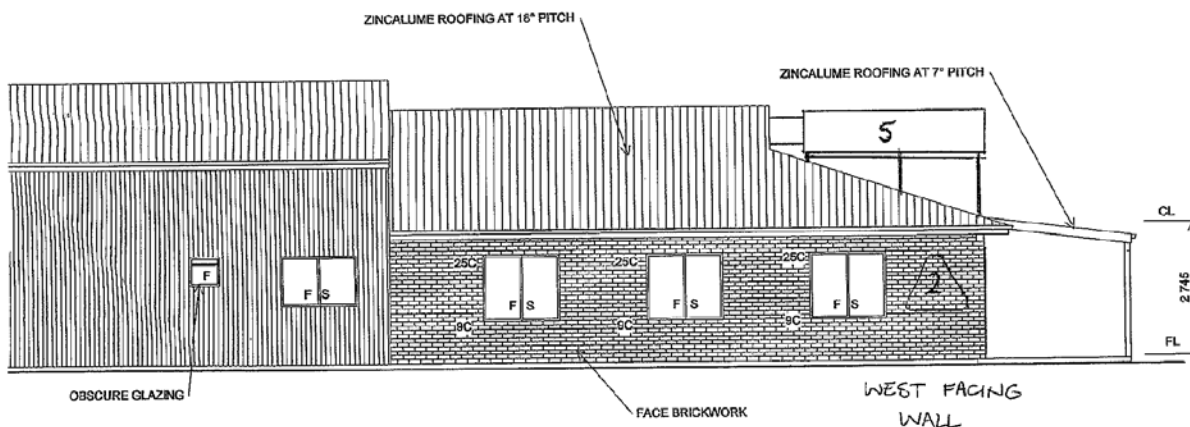 ZINCALUME ROOFING AT 18° PITCH
ZINCALUME ROOFING AT 7° PITCH
5
CL
25C
25C
25C
2
F
F S
F S
F S
F S
2 745
9C
9C
9C
FL
OBSCURE GLAZING
FACE BRICKWORK
WEST FACING
WALL